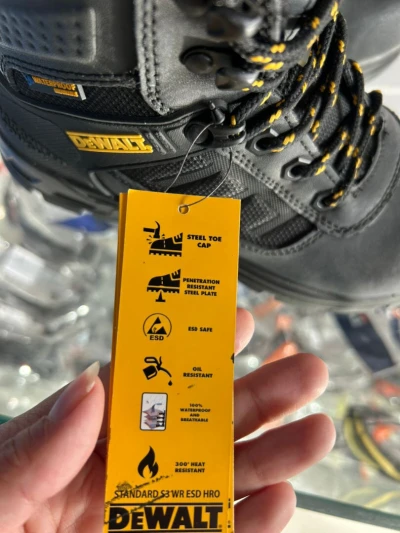 WATERPROOF
DEWALT
STEEL TOE
CAP
PENETRATION
RESISTANT
STEEL PLATE
ESD
ESD SAFE
OIL
RESISTANT
100%
WATERPROOF
AND
BREATHABLE
300° HEAT
RESISTANT
STANDARD S3 WR ESD HRO
DEWALT